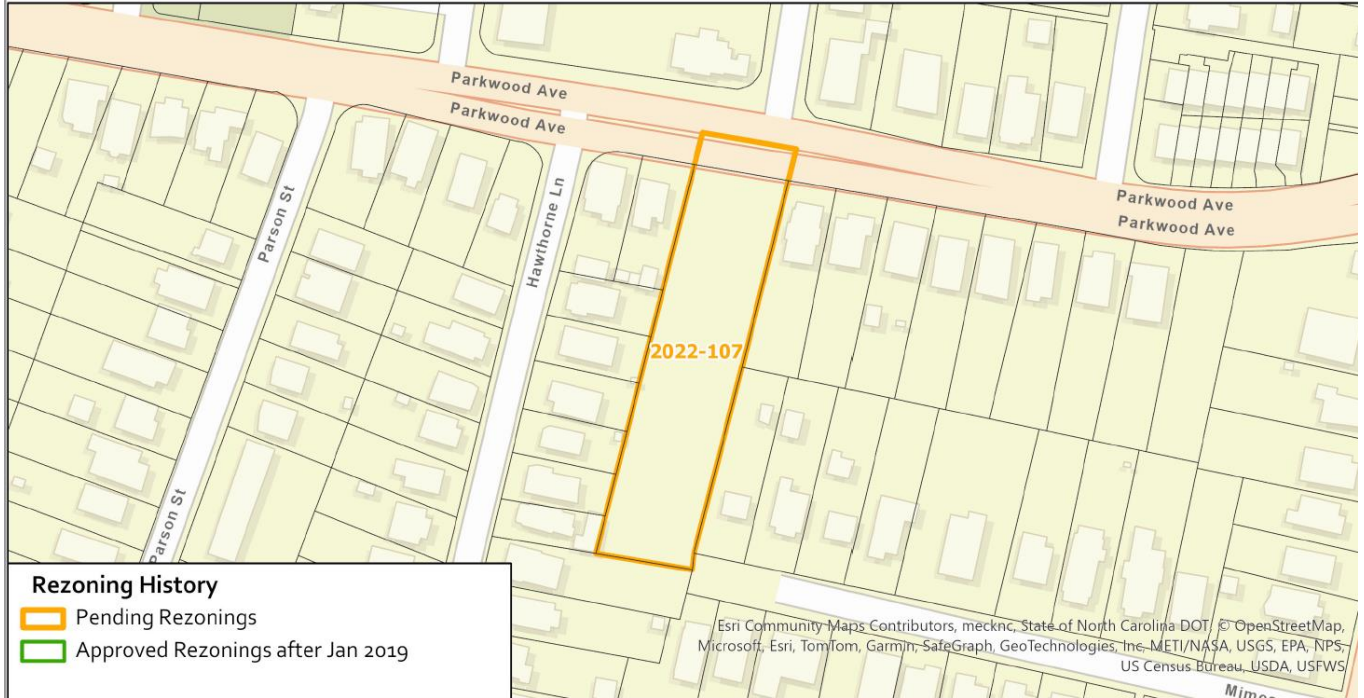 Parkwood Ave
Parkwood Ave
Parkwood Ave
Parkwood Ave
Parson St
Hawthorne Ln
2022-107
Parson St
Rezoning History
Pending Rezonings
Approved Rezonings after Jan 2019
Esri Community Maps Contributors, mecknc, State of North Carolina DOT, © OpenStreetMap,
Microsoft, Esri, TomTom, Garmin, SafeGraph, GeoTechnologies, Inc, METI/NASA, USGS, EPA, NPS,
US Census Bureau, USDA, USFWS